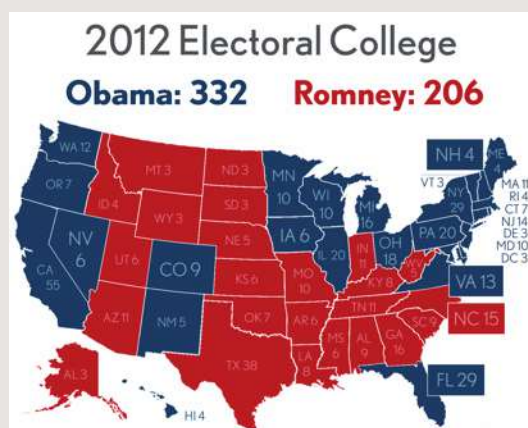 2012 Electoral College
Obama: 332 Romney: 206
WA 12
OR 7
CA 55
NV 6
ID 4
MT 3
WY 3
UT 6
AZ 11
CO 9
NM 5
ND 3
SD 3
NE 5
KS 6
OK 7
TX 38
MN 10
IA 6
MO 10
AR 6
LA 8
WI 10
IL 20
MI 16
IN 11
OH 18
KY 8
TN 11
MS 6
AL 9
GA 16
SC 9
WV 5
PA 20
NY 29
VT 3
NH 4
ME 4
MA 11
RI 4
CT 7
NJ 14
DE 3
MD 10
DC 3
VA 13
NC 15
FL 29
AL 3
HI 4